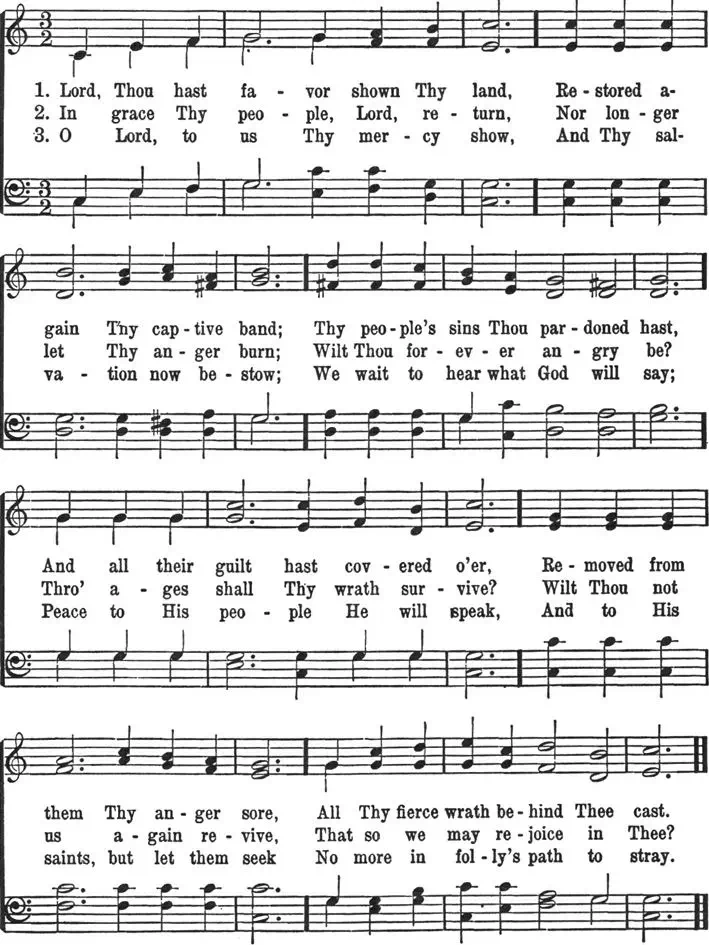 3 2
1. Lord, Thou hast fa - vor shown Thy land, Re - stored a-
2. In grace Thy peo - ple, Lord, re - turn, Nor lon - ger
3. O Lord, to us Thy mer - cy show, And Thy sal-
3 2
gain Thy cap - tive band; Thy peo - ple's sins Thou par - doned hast,
let Thy an - ger burn; Wilt Thou for - ev - er an - gry be?
va - tion now be - stow; We wait to hear what God will say;
And all their guilt hast cov - ered o'er, Re - moved from
Thro' a - ges shall Thy wrath sur - vive? Wilt Thou not
Peace to His peo - ple He will speak, And to His
them Thy an - ger sore, All Thy fierce wrath be - hind Thee cast.
us a - gain re - vive, That so we may re - joice in Thee?
saints, but let them seek No more in fol - ly's path to stray.